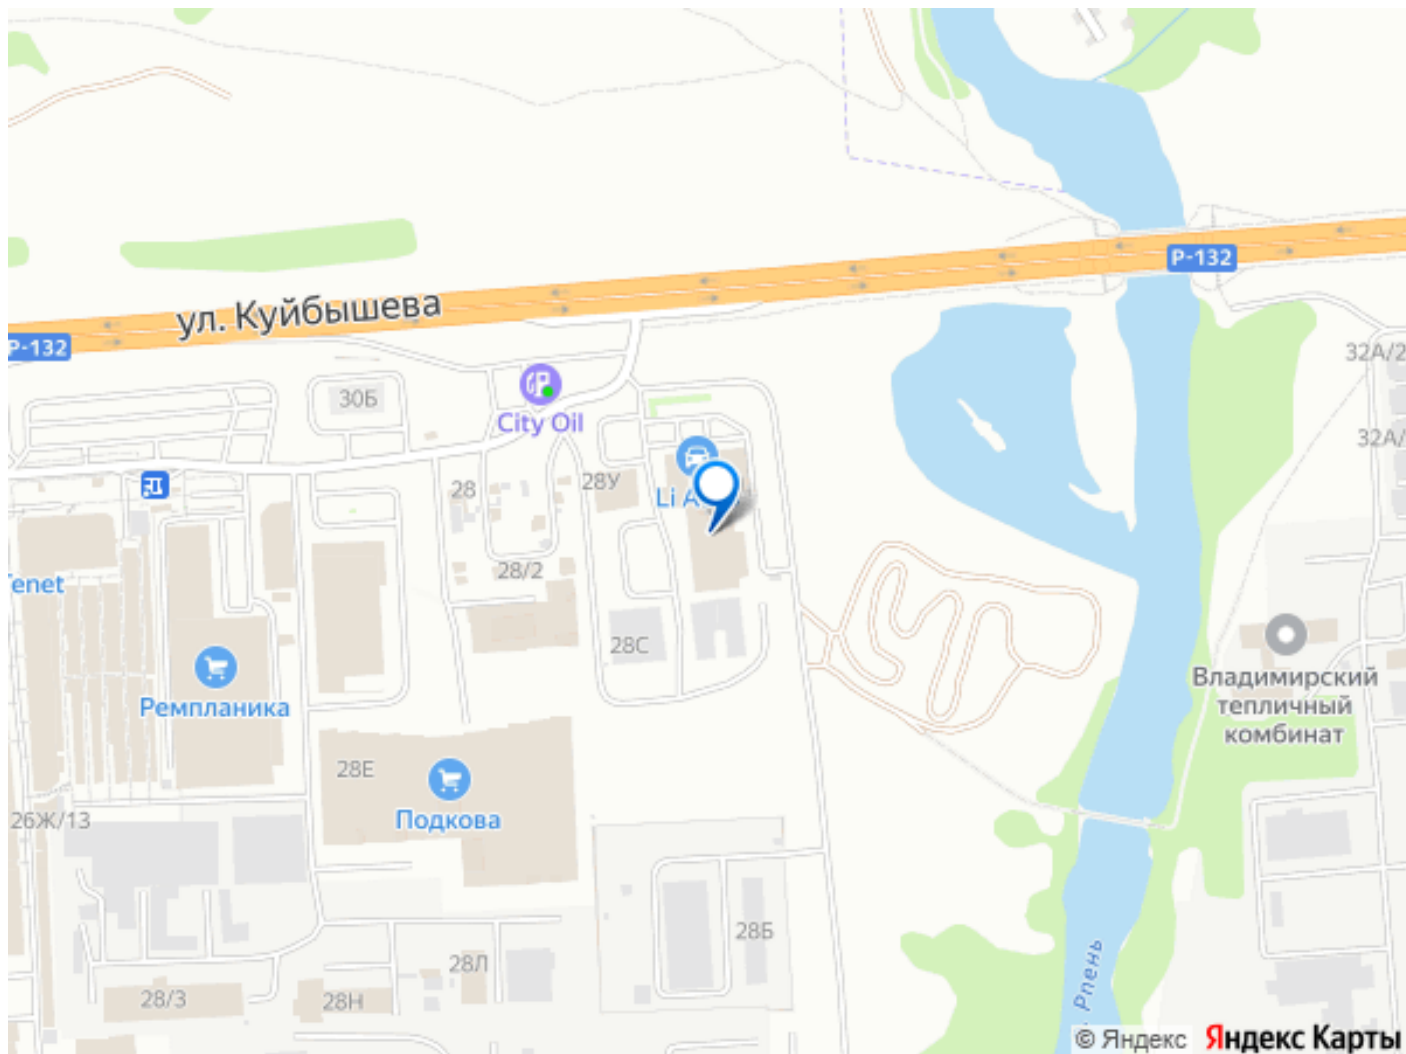 Р-132
ул. Куйбышева
Р-132
32А/2
30Б
City Oil
32А/
28У
28
Li A
28/2
Tenet
28С
Ремпланика
Владимирский
тепличный
комбинат
28Е
Подкова
26Ж/13
28Б
28Л
28/3
28Н
Рпень
© Яндекс Яндекс Карты